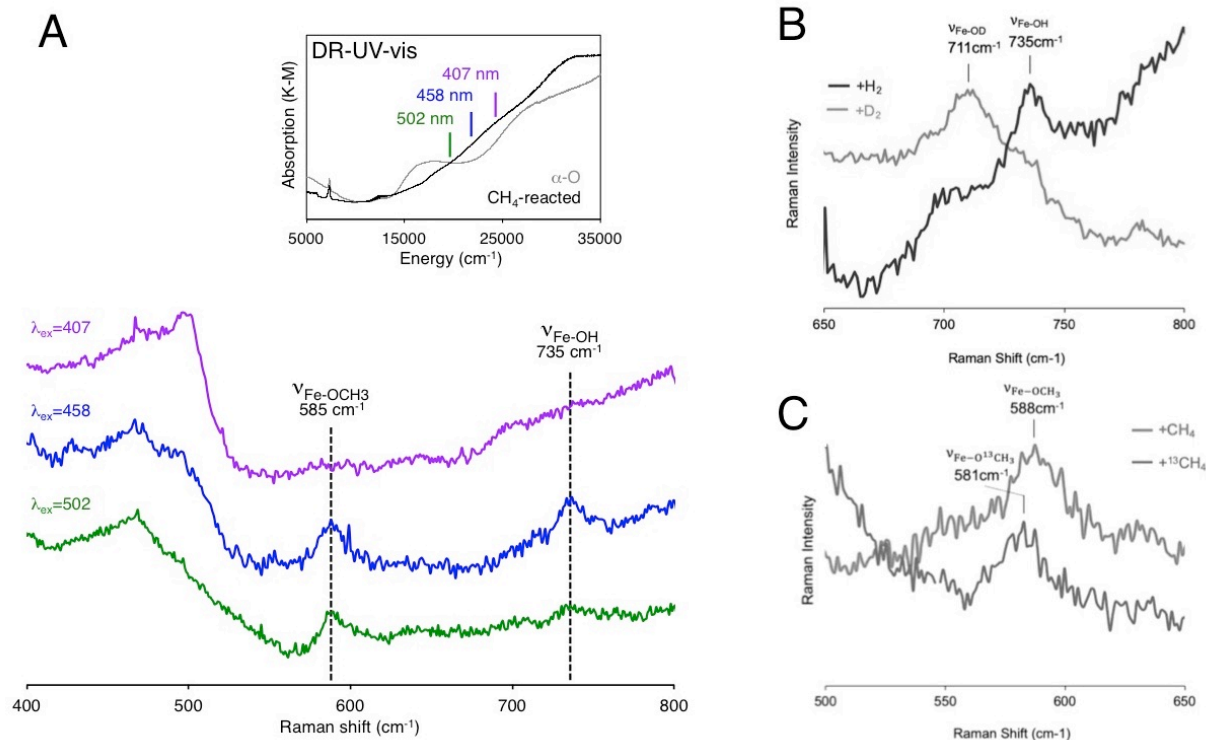 A
DR-UV-vis
407 nm
458 nm
502 nm
α-O
CH₄-reacted
Absorption (K-M)
5000 15000 25000 35000
Energy (cm⁻¹)
λex=407
λex=458
λex=502
νFe-OCH3
585 cm⁻¹
νFe-OH
735 cm⁻¹
400 500 600 700 800
Raman shift (cm⁻¹)
B
νFe-OD
711cm⁻¹
νFe-OH
735cm⁻¹
+H₂
+D₂
Raman Intensity
650 700 750 800
Raman Shift (cm-1)
C
νFe−OCH₃
588cm⁻¹
νFe−O¹³CH₃
581cm⁻¹
+CH₄
+¹³CH₄
Raman Intensity
500 550 600 650
Raman Shift (cm-1)